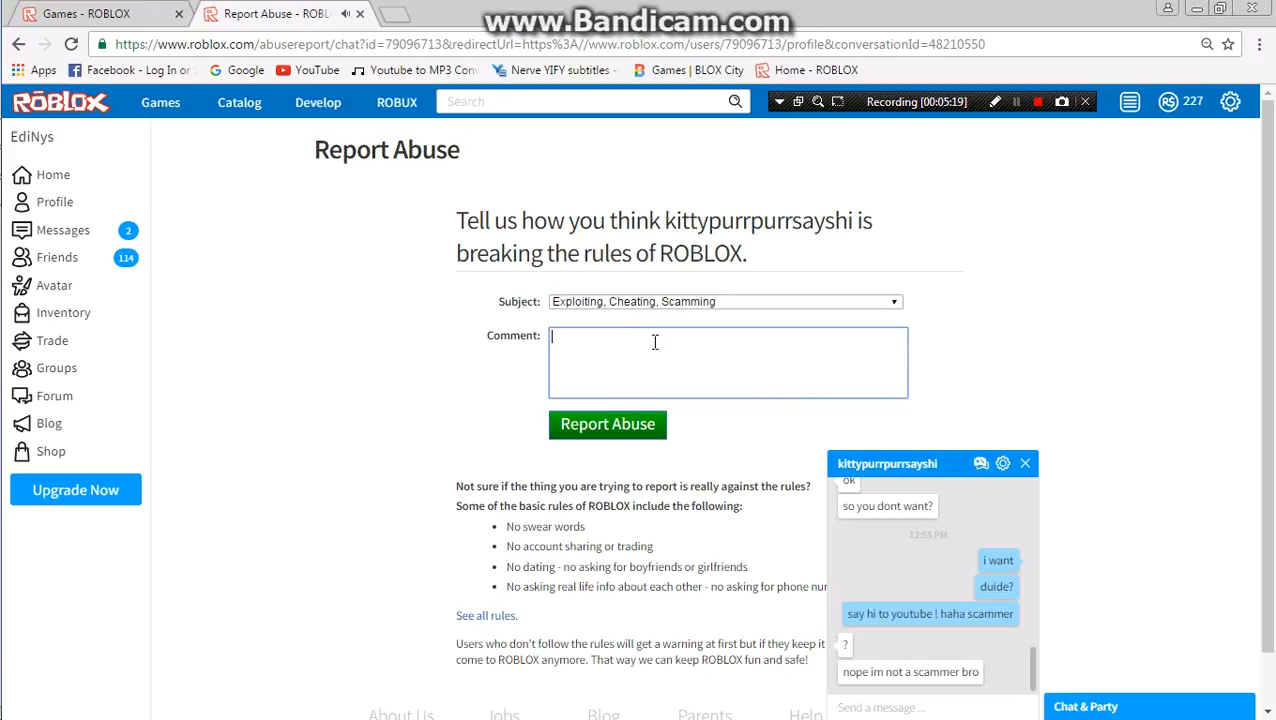 www.Bandicam.com
Games - ROBLOX
Report Abuse - ROBL
https://www.roblox.com/abusereport/chat?id=79096713&redirectUrl=https%3A//www.roblox.com/users/79096713/profile&conversationId=48210550
Apps
Facebook - Log In or
Google
YouTube
Youtube to MP3 Con
Nerve YIFY subtitles -
Games | BLOX City
Home - ROBLOX
ROBLOX
Games
Catalog
Develop
ROBUX
Search
Recording [00:05:19]
R$ 227
EdiNys
Home
Profile
Messages 2
Friends 114
Avatar
Inventory
Trade
Groups
Forum
Blog
Shop
Upgrade Now
Report Abuse
Tell us how you think kittypurrpurrsayshi is
breaking the rules of ROBLOX.
Subject: Exploiting, Cheating, Scamming
Comment:
Report Abuse
Not sure if the thing you are trying to report is really against the rules?
Some of the basic rules of ROBLOX include the following:
No swear words
No account sharing or trading
No dating - no asking for boyfriends or girlfriends
No asking real life info about each other - no asking for phone nu
See all rules.
Users who don't follow the rules will get a warning at first but if they keep it
come to ROBLOX anymore. That way we can keep ROBLOX fun and safe!
About Us
Jobs
Blog
Parents
Help
kittypurrpurrsayshi
ok
so you dont want?
12:55 PM
i want
duide?
say hi to youtube ! haha scammer
?
nope im not a scammer bro
Send a message ...
Chat & Party